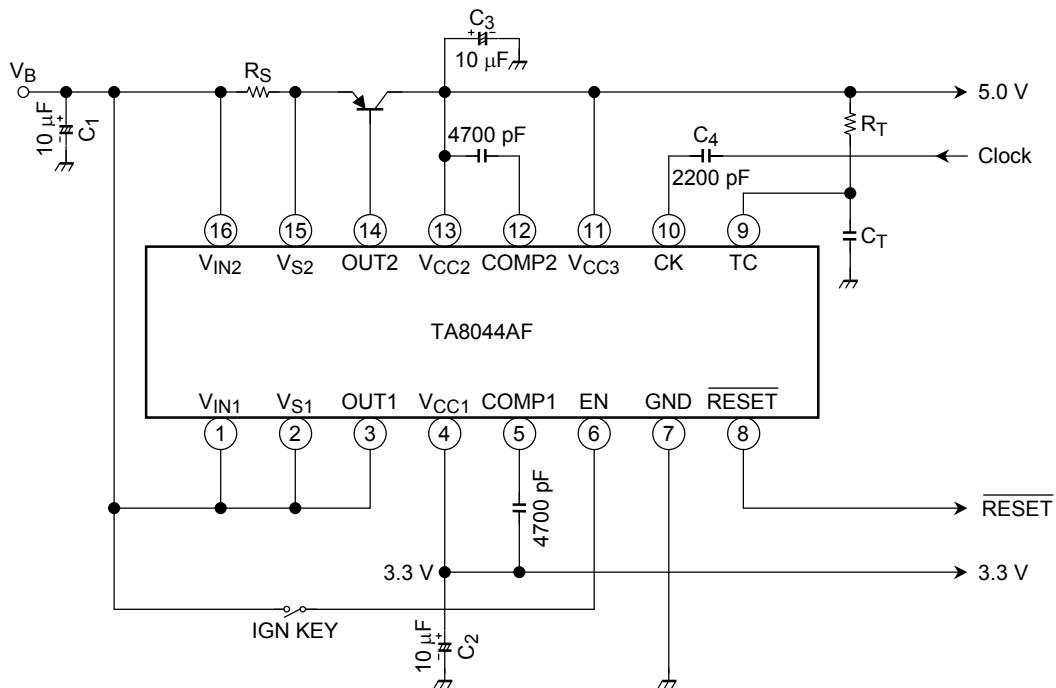 C3
10 μF
VB
RS
5.0 V
10 μF
C1
4700 pF
C4
RT
Clock
2200 pF
CT
16 15 14 13 12 11 10 9
VIN2 VS2 OUT2 VCC2 COMP2 VCC3 CK TC
TA8044AF
VIN1 VS1 OUT1 VCC1 COMP1 EN GND RESET
1 2 3 4 5 6 7 8
4700 pF
RESET
3.3 V
3.3 V
IGN KEY
10 μF
C2